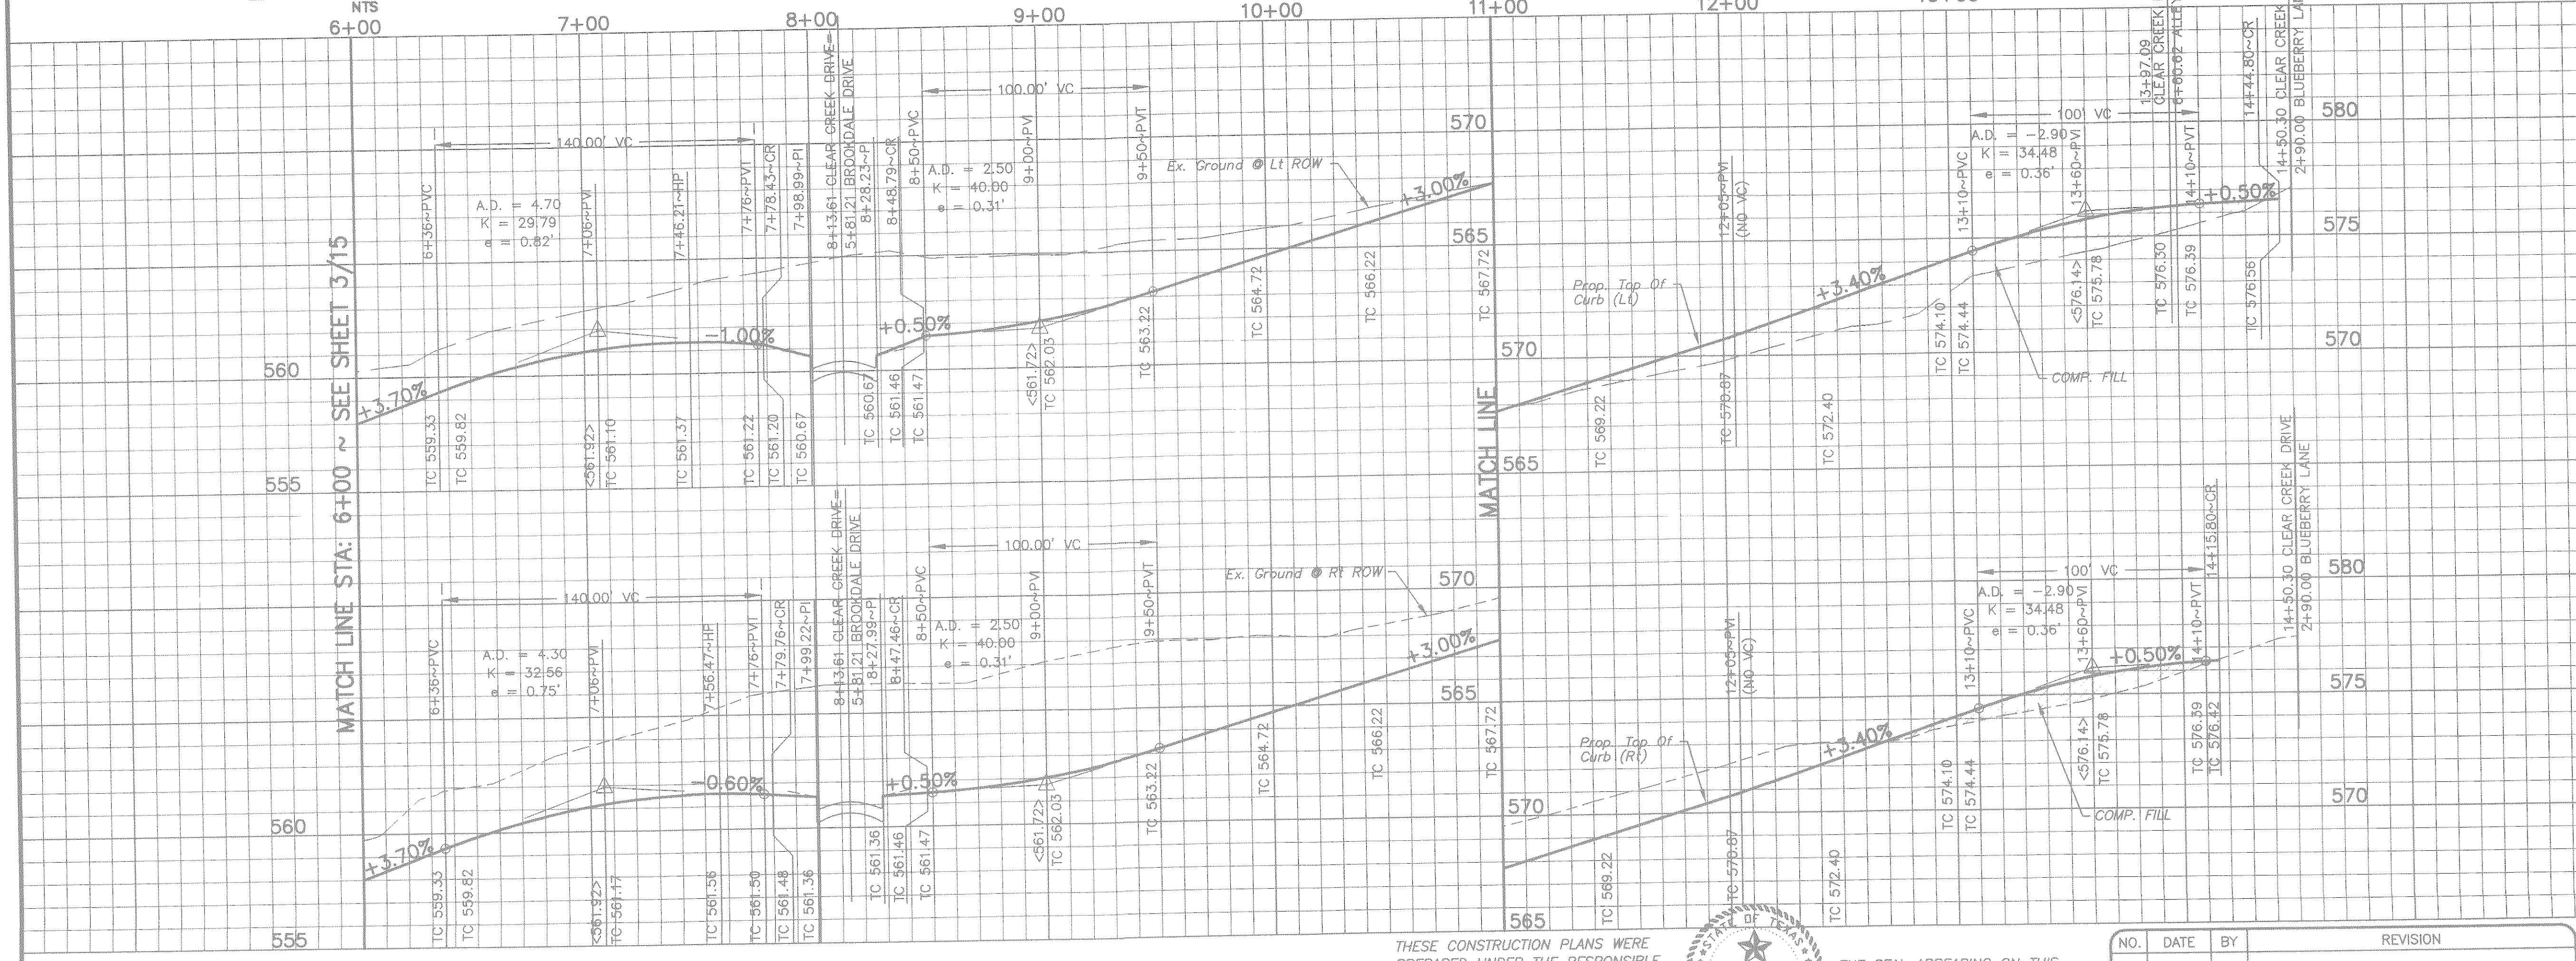 NTS
6+00
7+00
8+00
9+00
10+00
11+00
12+00
MATCH LINE STA: 6+00 ~ SEE SHEET 3/15
6+36~PVC
140.00' VC
A.D. = 4.70
K = 29.79
e = 0.82'
7+06~PVI
7+46.21~HP
7+76~PVI
7+78.43~CR
7+98.99~PI
8+13.61 CLEAR CREEK DRIVE=
5+81.21 BROOKDALE DRIVE
8+28.23~PI
8+48.79~CR
8+50~PVC
100.00' VC
A.D. = 2.50
K = 40.00
e = 0.31'
9+00~PVI
9+50~PVT
Ex. Ground @ Lt ROW
+3.00%
570
565
560
555
+3.70%
-1.00%
+0.50%
TC 559.33
TC 559.82
<561.92>
TC 561.10
TC 561.37
TC 561.22
TC 561.20
TC 560.67
TC 560.67
TC 561.46
TC 561.47
<561.72>
TC 562.03
TC 563.22
TC 564.72
TC 566.22
TC 567.72
MATCH LINE
570
565
Prop. Top Of
Curb (Lt)
12+05~PVI
(NO VC)
+3.40%
TC 569.22
TC 570.87
TC 572.40
TC 574.10
TC 574.44
13+10~PVC
100' VC
A.D. = -2.90
K = 34.48
e = 0.36'
13+60~PVI
14+10~PVT
13+97.09
CLEAR CREEK
14+44.80~CR
14+50.30 CLEAR CREEK
2+90.00 BLUEBERRY LANE
+0.50%
<576.14>
TC 575.78
TC 576.30
TC 576.39
TC 576.56
COMP. FILL
580
575
570
6+36~PVC
140.00' VC
A.D. = 4.30
K = 32.56
e = 0.75'
7+06~PVI
7+56.47~HP
7+76~PVI
7+79.76~CR
7+99.22~PI
8+13.61 CLEAR CREEK DRIVE=
5+81.21 BROOKDALE DRIVE
8+27.99~PI
8+47.46~CR
8+50~PVC
100.00' VC
A.D. = 2.50
K = 40.00
e = 0.31'
9+00~PVI
9+50~PVT
Ex. Ground @ Rt ROW
+3.00%
570
565
560
555
+3.70%
-0.60%
+0.50%
TC 559.33
TC 559.82
<561.92>
TC 561.17
TC 561.56
TC 561.50
TC 561.48
TC 561.36
TC 561.36
TC 561.46
TC 561.47
<561.72>
TC 562.03
TC 563.22
TC 564.72
TC 566.22
TC 567.72
570
565
Prop. Top Of
Curb (Rt)
12+05~PVI
(NO VC)
+3.40%
TC 569.22
TC 570.87
TC 572.40
TC 574.10
TC 574.44
13+10~PVC
100' VC
A.D. = -2.90
K = 34.48
e = 0.36'
13+60~PVI
14+10~PVT
14+15.80~CR
14+50.30 CLEAR CREEK DRIVE
2+90.00 BLUEBERRY LANE
+0.50%
<576.14>
TC 575.78
TC 576.39
TC 576.42
COMP. FILL
580
575
570
THESE CONSTRUCTION PLANS WERE
STATE OF TEXAS
NO. DATE BY REVISION